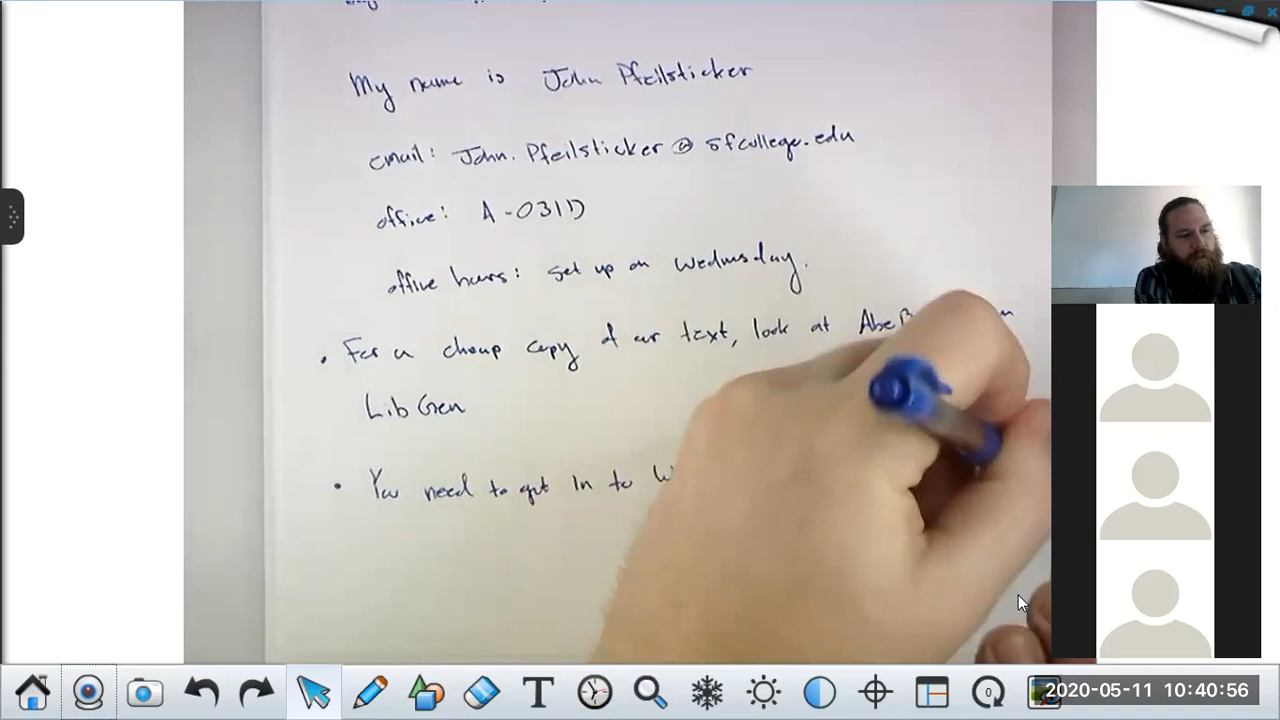 My name is John Pfeilsticker
email: John.Pfeilsticker@sfcollege.edu
office: A-031D
office hours: set up on Wednesday.
• For a cheap copy of our text, look at
LibGen
• You need to get in to
2020-05-11 10:40:56